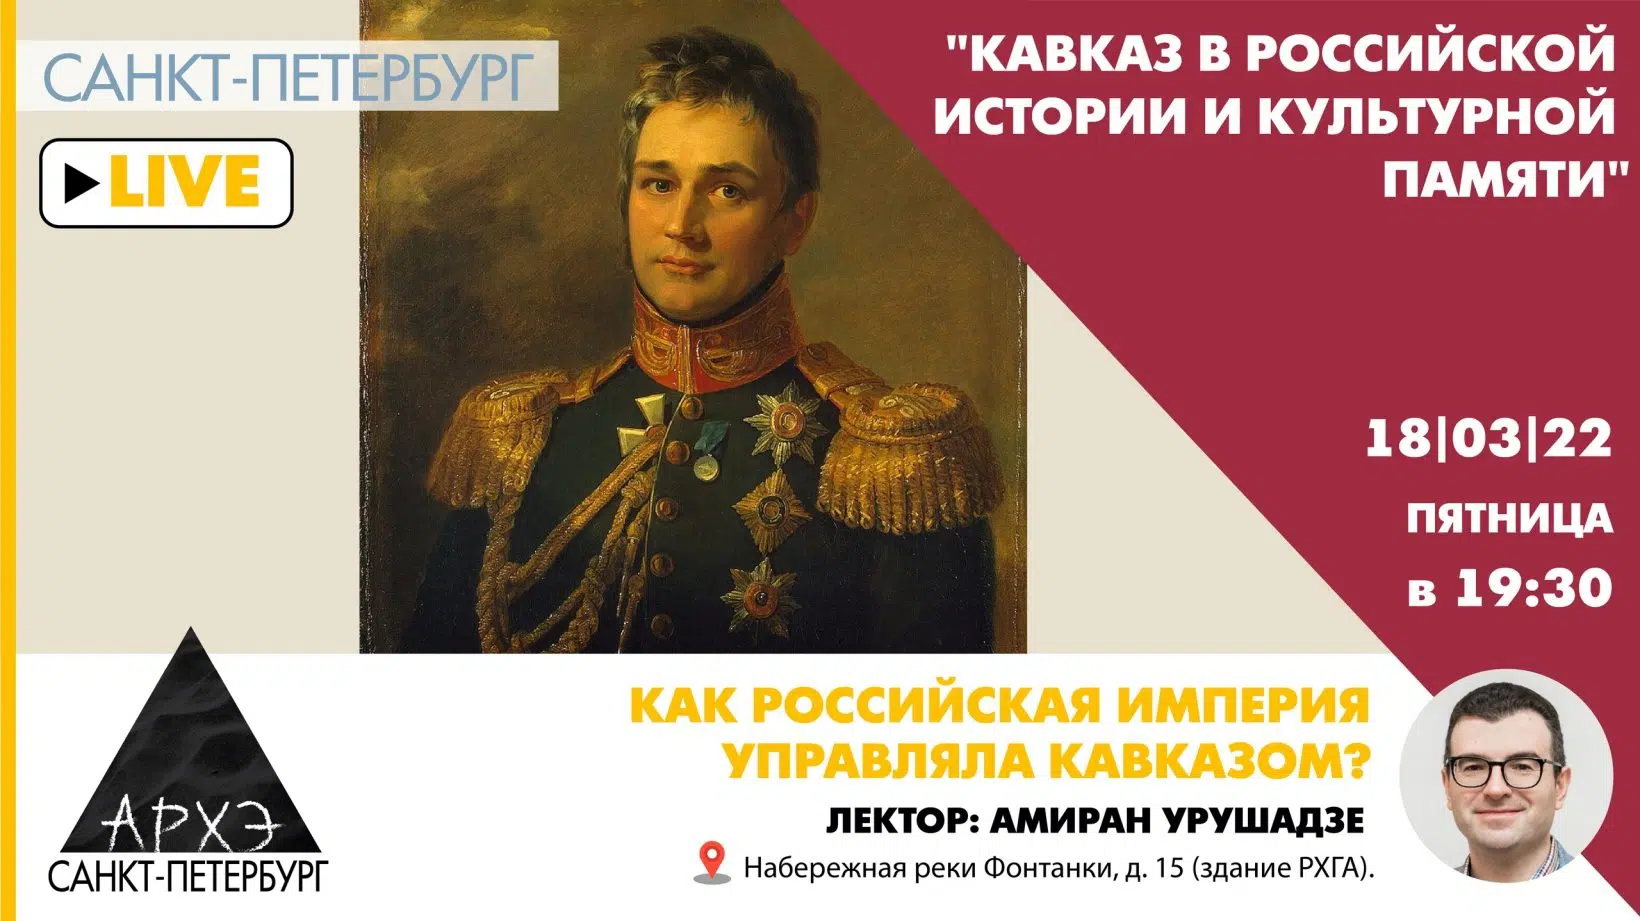 САНКТ-ПЕТЕРБУРГ
LIVE
"КАВКАЗ В РОССИЙСКОЙ
ИСТОРИИ И КУЛЬТУРНОЙ
ПАМЯТИ"
18|03|22
ПЯТНИЦА
в 19:30
КАК РОССИЙСКАЯ ИМПЕРИЯ
УПРАВЛЯЛА КАВКАЗОМ?
ЛЕКТОР: АМИРАН УРУШАДЗЕ
Набережная реки Фонтанки, д. 15 (здание РХГА).
АРХЭ
САНКТ-ПЕТЕРБУРГ